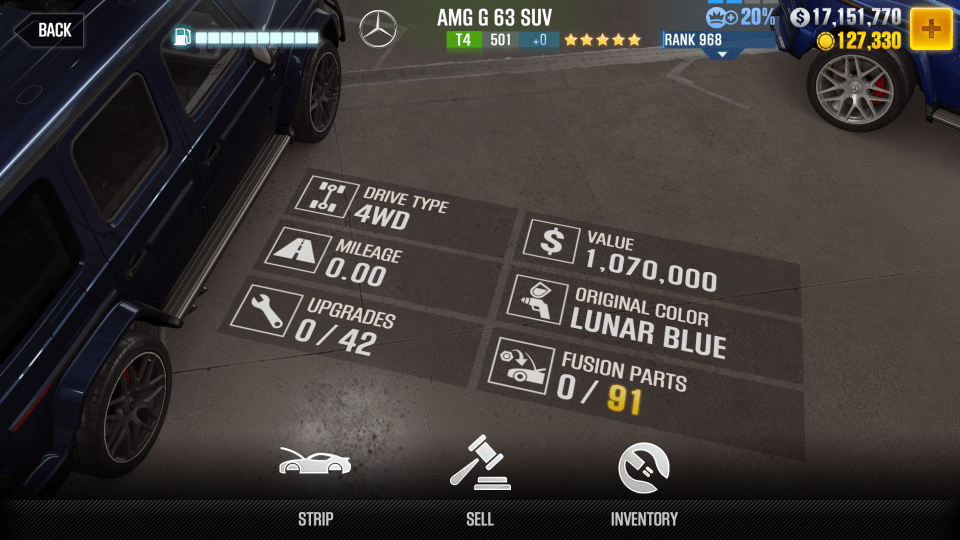 BACK
AMG G 63 SUV
T4 501 +0
RANK 968
20%
17,151,770
127,330
DRIVE TYPE
4WD
MILEAGE
0.00
UPGRADES
0/42
VALUE
1,070,000
ORIGINAL COLOR
LUNAR BLUE
FUSION PARTS
0/91
STRIP
SELL
INVENTORY